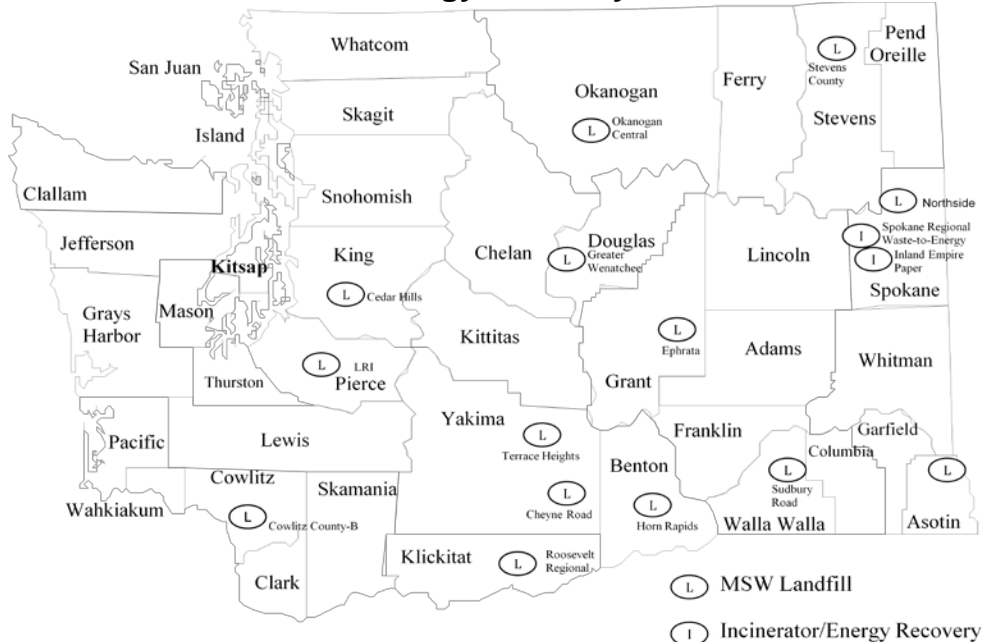 Whatcom
Pend
Oreille
San Juan
L
Stevens
County
Okanogan
Ferry
Island
Skagit
L
Okanogan
Central
Stevens
Clallam
Snohomish
L
Northside
Jefferson
King
Chelan
Douglas
L
Greater
Wenatchee
Lincoln
I
Spokane Regional
Waste-to-Energy
I
Inland Empire
Paper
Spokane
Kitsap
L
Cedar Hills
Grays
Harbor
Mason
Kittitas
L
Ephrata
Adams
Whitman
L
LRI
Pierce
Thurston
Grant
Yakima
L
Terrace Heights
Franklin
Garfield
Pacific
Lewis
Columbia
Benton
L
Sudbury
Road
L
Cowlitz
Skamania
L
Cheyne Road
L
Horn Rapids
Wahkiakum
L
Cowlitz County-B
Walla Walla
Asotin
Klickitat
L
Roosevelt
Regional
Clark
L
MSW Landfill
I
Incinerator/Energy Recovery